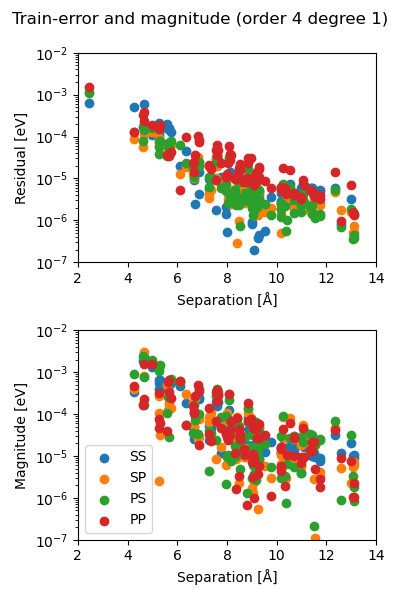 Train-error and magnitude (order 4 degree 1)
Residual [eV]
10⁻²
10⁻³
10⁻⁴
10⁻⁵
10⁻⁶
10⁻⁷
2 4 6 8 10 12 14
Separation [Å]
Magnitude [eV]
10⁻²
10⁻³
10⁻⁴
10⁻⁵
10⁻⁶
10⁻⁷
SS
SP
PS
PP
2 4 6 8 10 12 14
Separation [Å]